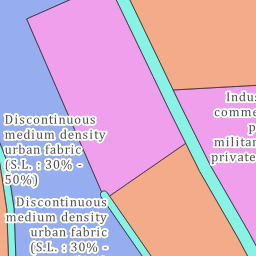 Discontinuous
medium density
urban fabric
(S.L. : 30% -
50%)
Discontinuous
medium density
urban fabric
(S.L. : 30% -
Indus
comme
p
militar
private